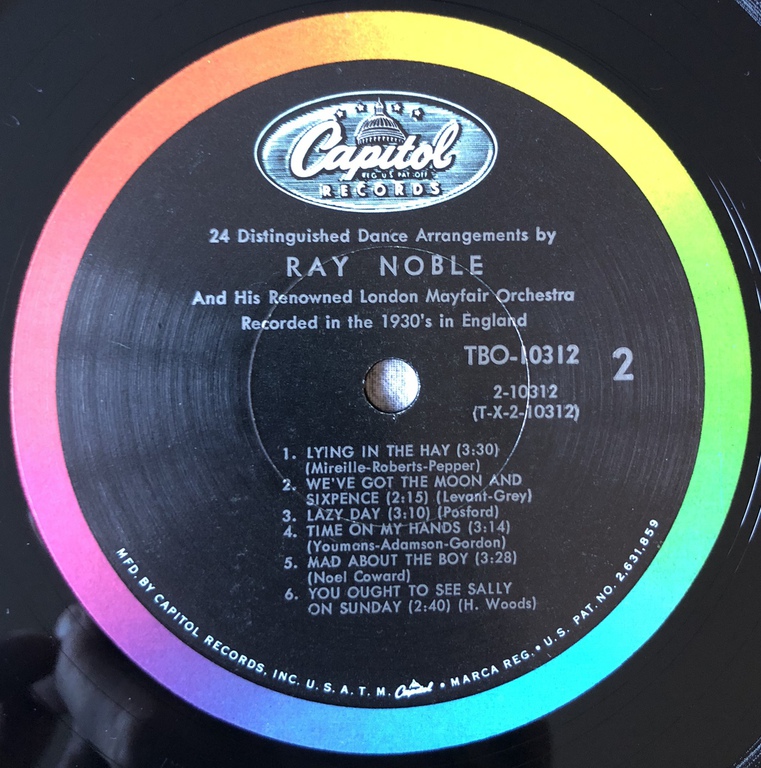 Capitol
REG. U.S. PAT. OFF.
RECORDS
24 Distinguished Dance Arrangements by
RAY NOBLE
And His Renowned London Mayfair Orchestra
Recorded in the 1930's in England
TBO-10312
2
2-10312
(T-X-2-10312)
1. LYING IN THE HAY (3:30)
(Mireille-Roberts-Pepper)
2. WE'VE GOT THE MOON AND
SIXPENCE (2:15) (Levant-Grey)
3. LAZY DAY (3:10) (Posford)
4. TIME ON MY HANDS (3:14)
(Youmans-Adamson-Gordon)
5. MAD ABOUT THE BOY (3:28)
(Noel Coward)
6. YOU OUGHT TO SEE SALLY
ON SUNDAY (2:40) (H. Woods)
MFD. BY CAPITOL RECORDS, INC. U. S. A. T. M. Capitol • MARCA REG. • U.S. PAT. NO. 2,631,859